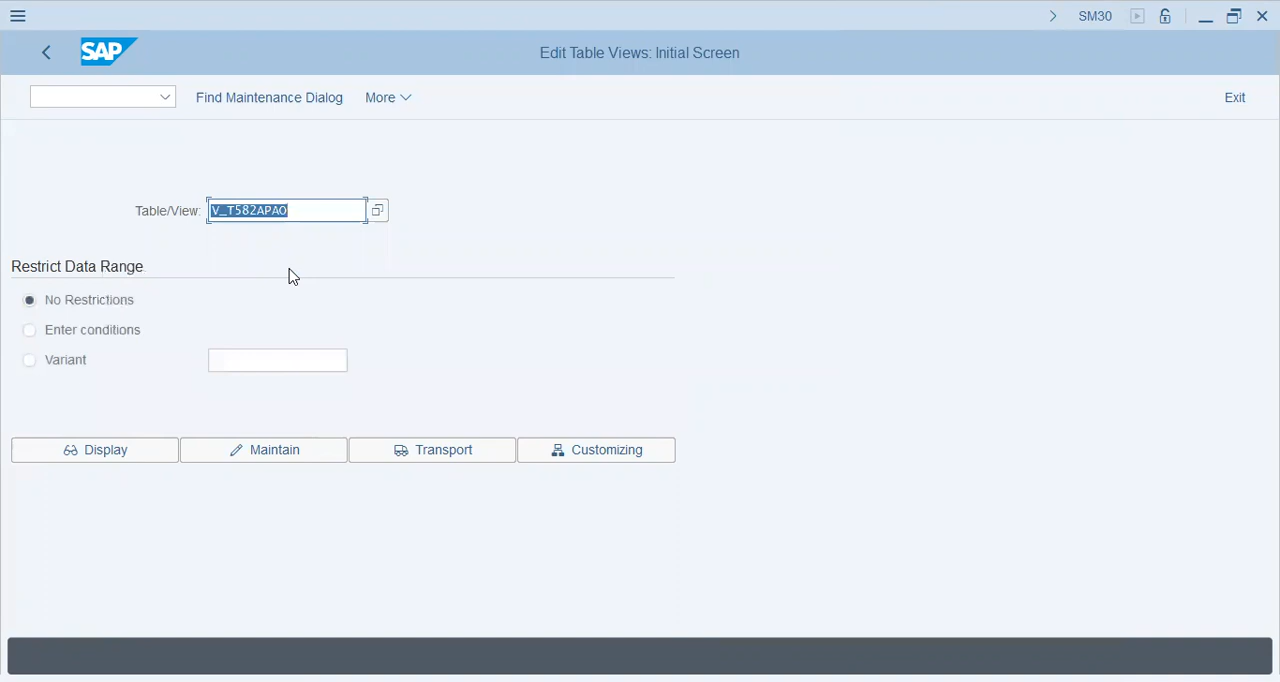 SM30
SAP
Edit Table Views: Initial Screen
Find Maintenance Dialog
More
Exit
Table/View: V_T582APAO
Restrict Data Range
No Restrictions
Enter conditions
Variant
Display
Maintain
Transport
Customizing